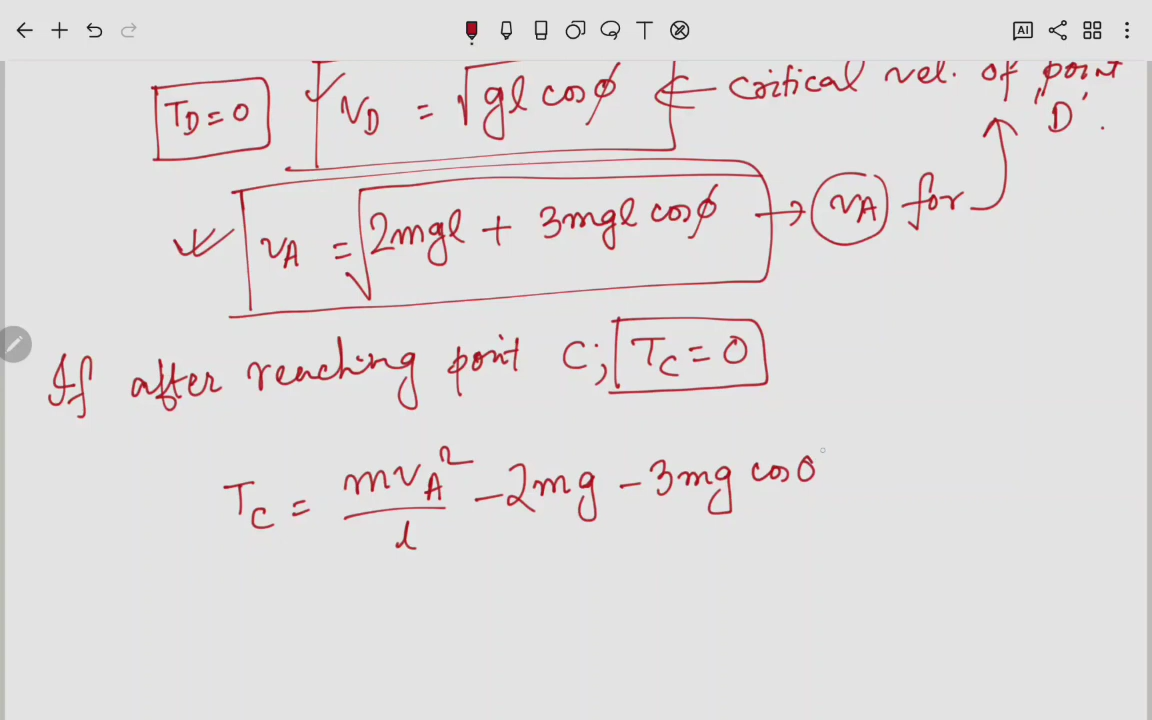 T_D = 0 v_D = √gl cosϕ ← critical vel. of point 'D'.
v_A = √2mgl + 3mgl cosϕ → v_A for
If after reaching point C; T_C = 0
T_C = mv_A²/l - 2mg - 3mg cosθ
AI